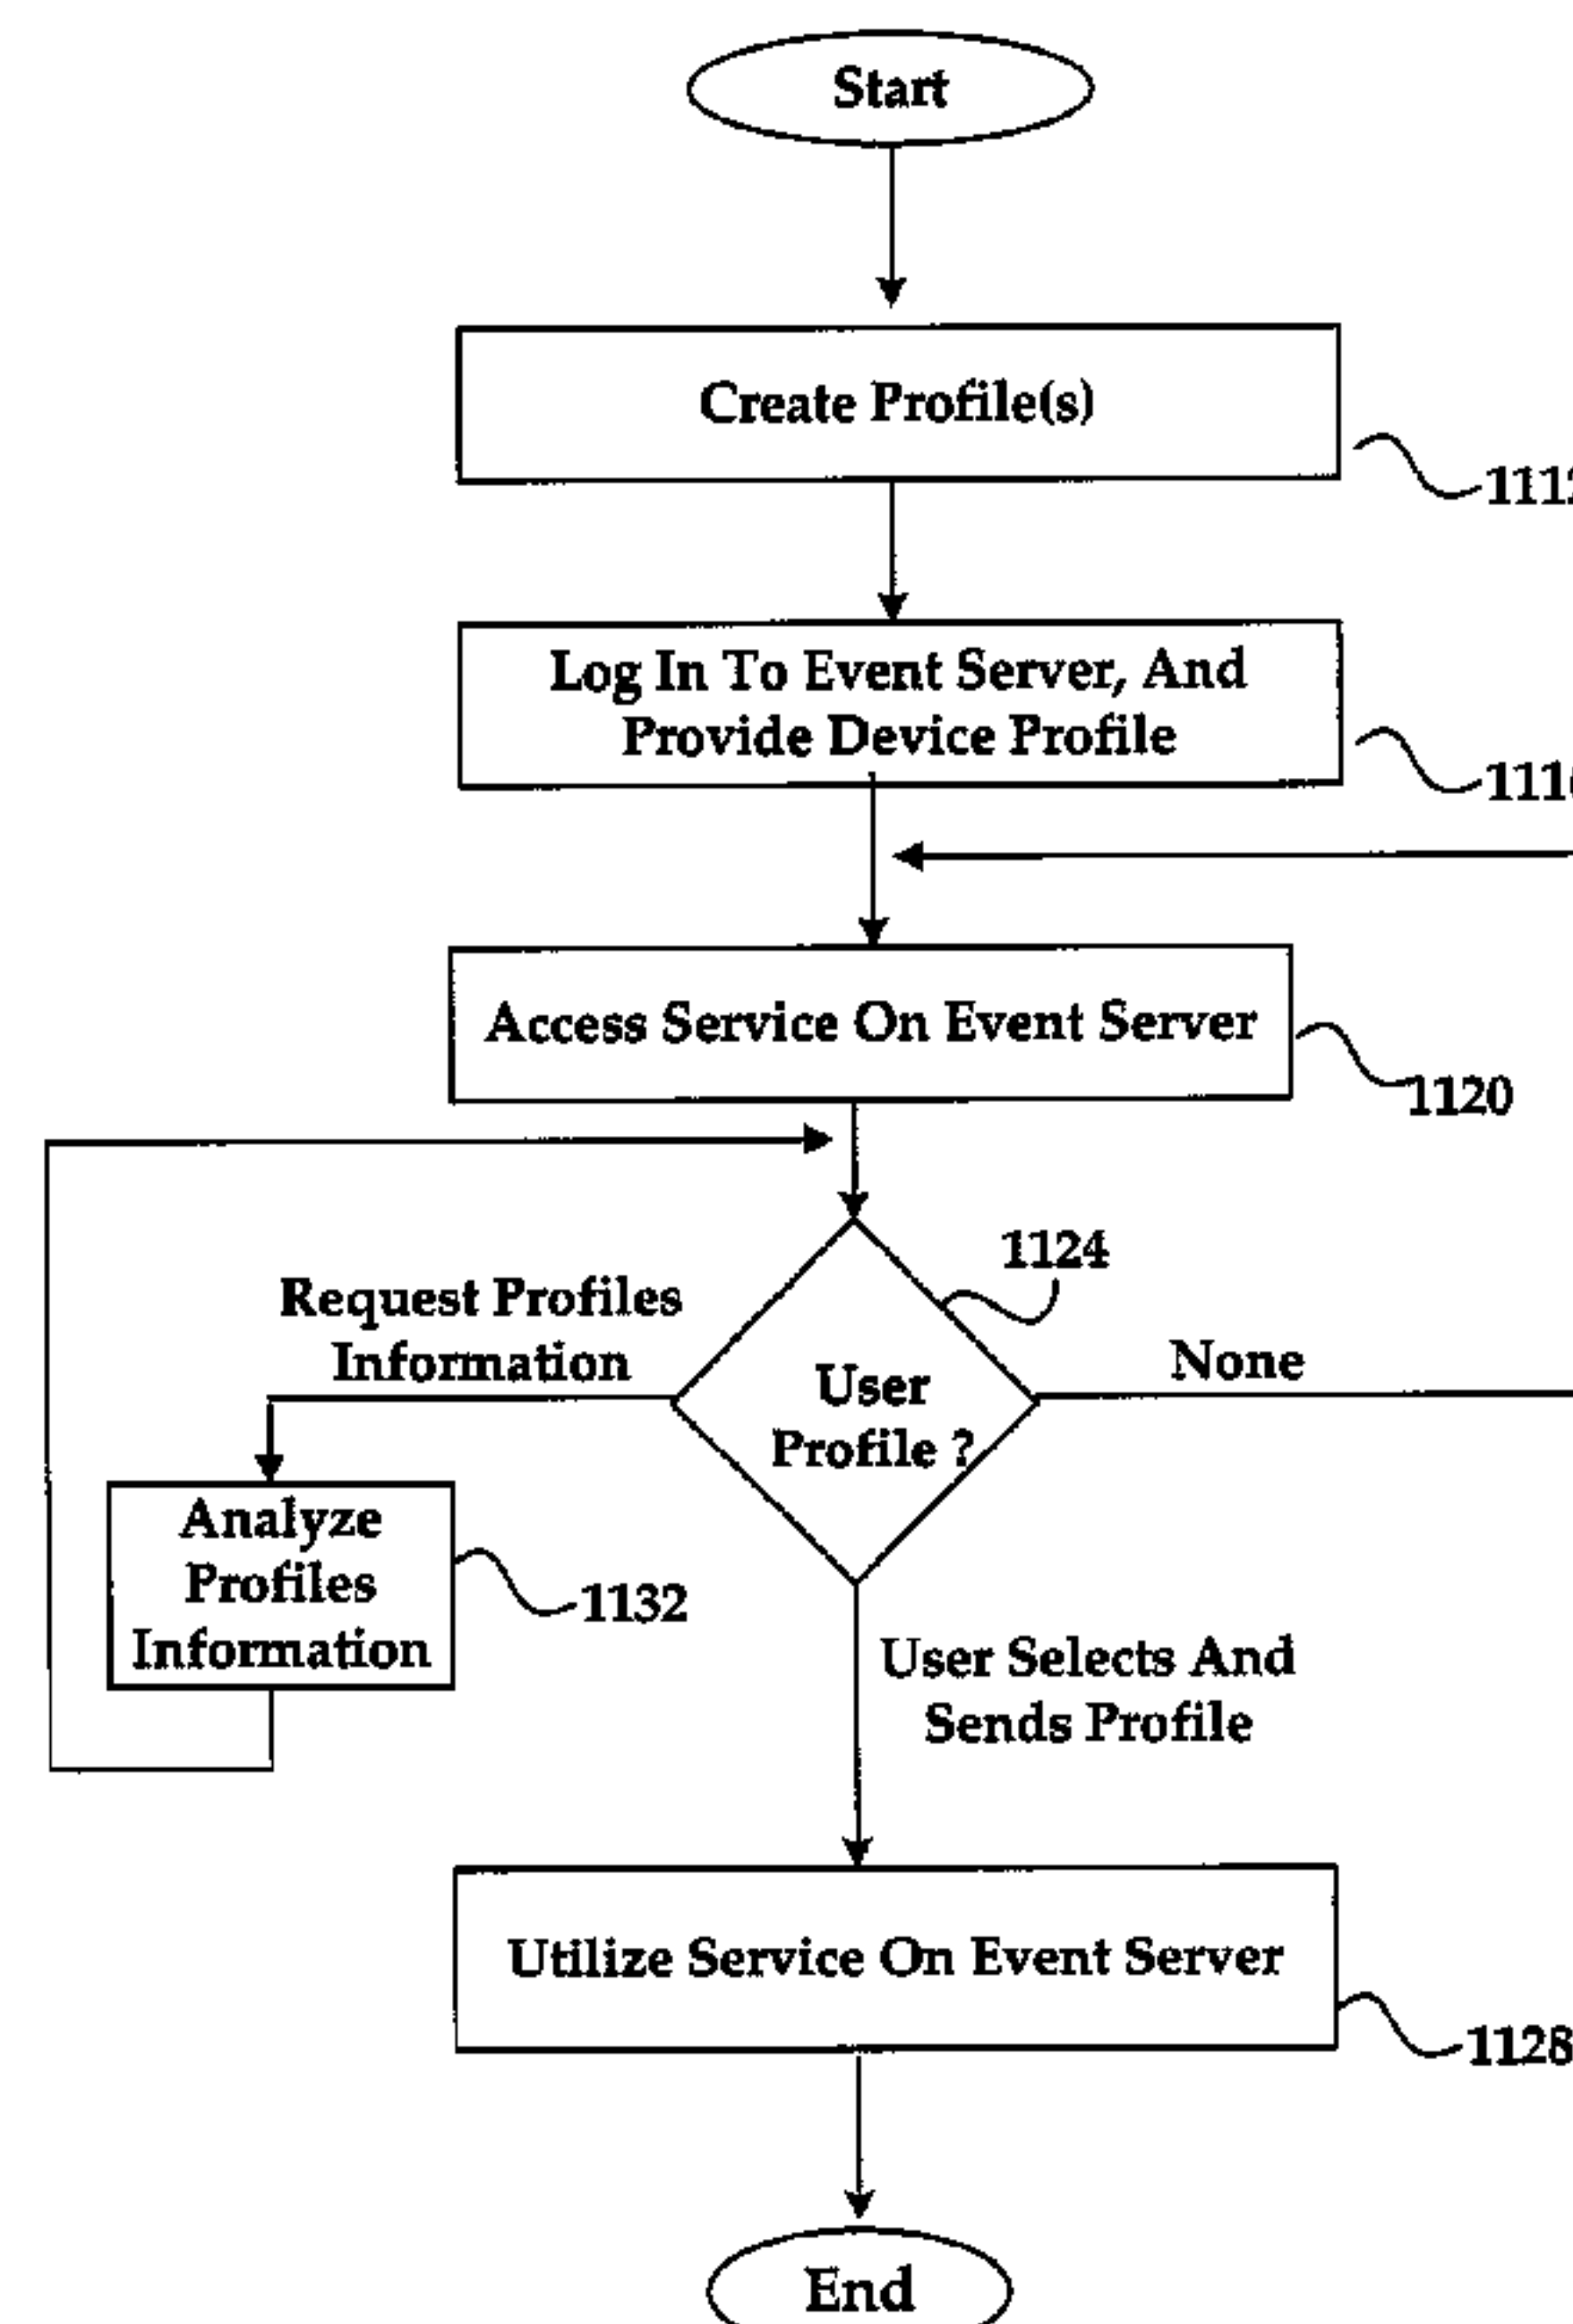 Start
Create Profile(s)
Log In To Event Server, And
Provide Device Profile
Access Service On Event Server
1120
1124
Request Profiles
Information
None
User
Profile ?
Analyze
Profiles
Information
1132
User Selects And
Sends Profile
Utilize Service On Event Server
1128
End